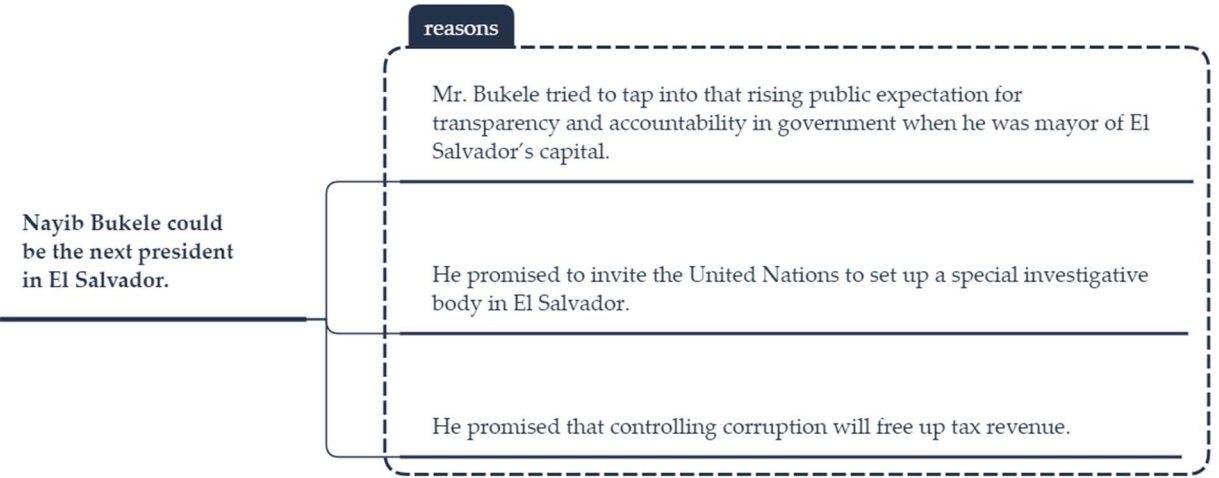 reasons
Mr. Bukele tried to tap into that rising public expectation for
transparency and accountability in government when he was mayor of El
Salvador's capital.
Nayib Bukele could
be the next president
in El Salvador.
He promised to invite the United Nations to set up a special investigative
body in El Salvador.
He promised that controlling corruption will free up tax revenue.